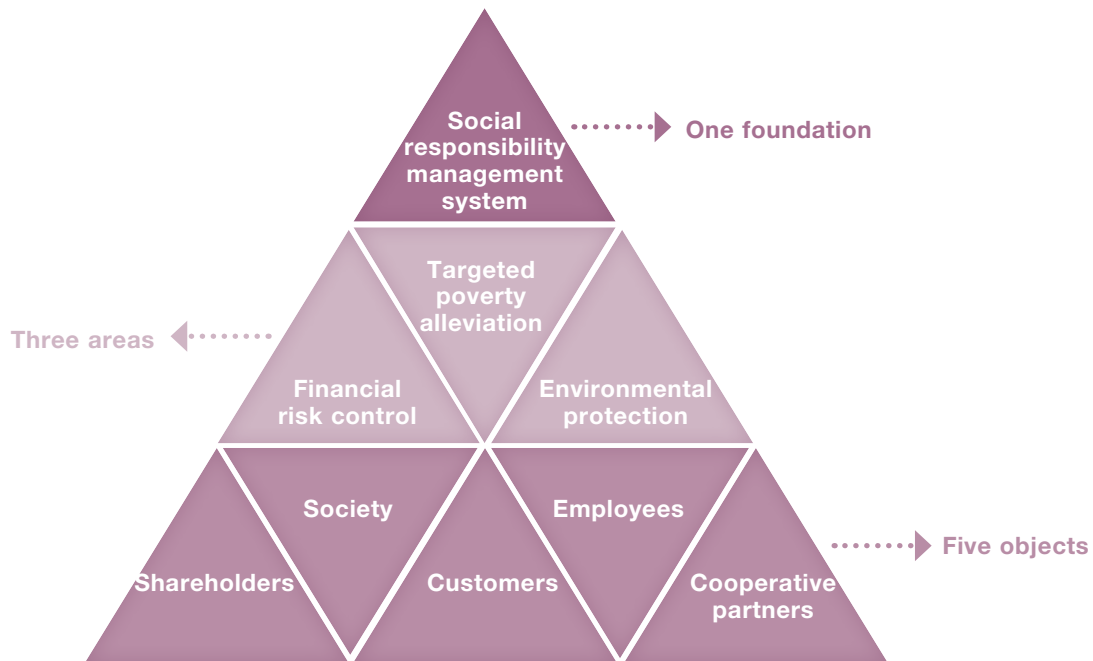 Social
responsibility
management
system
One foundation
Targeted
poverty
alleviation
Three areas
Financial
risk control
Environmental
protection
Society
Employees
Five objects
Shareholders
Customers
Cooperative
partners